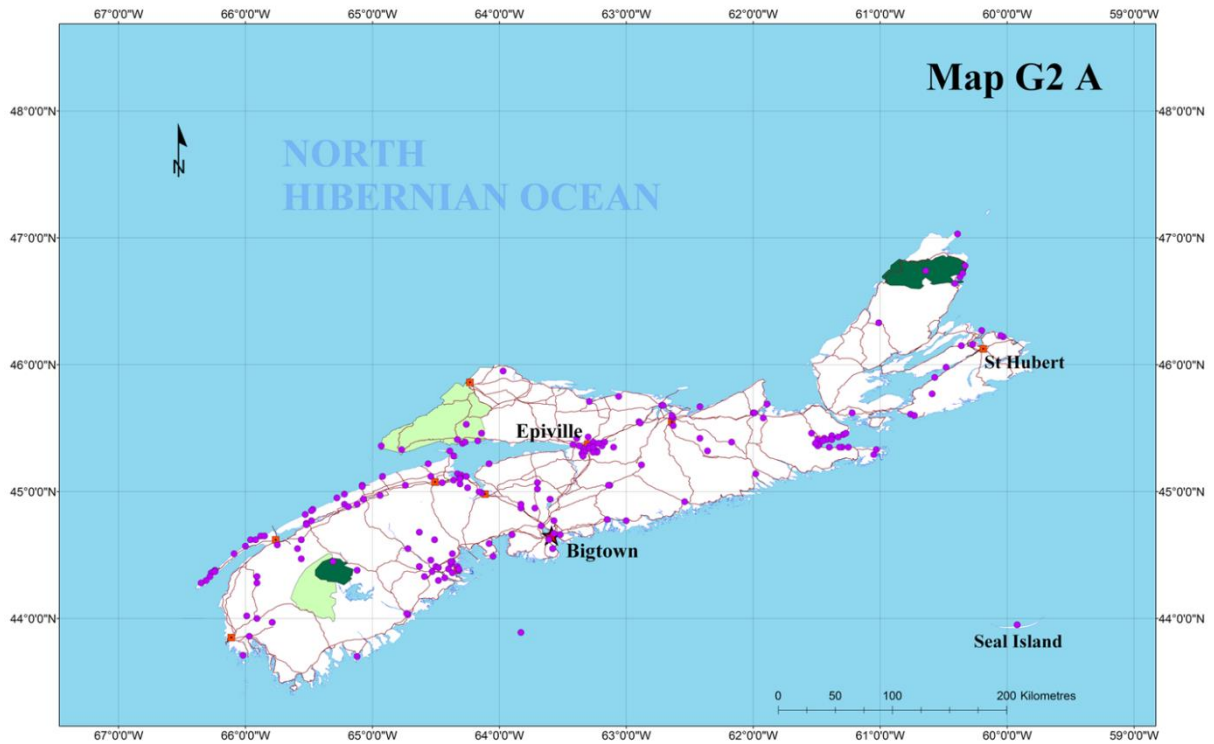 67°0'0"W 66°0'0"W 65°0'0"W 64°0'0"W 63°0'0"W 62°0'0"W 61°0'0"W 60°0'0"W 59°0'0"W
Map G2 A
48°0'0"N 48°0'0"N
NORTH
HIBERNIAN OCEAN
N
47°0'0"N 47°0'0"N
46°0'0"N 46°0'0"N
St Hubert
Epiville
45°0'0"N 45°0'0"N
Bigtown
44°0'0"N 44°0'0"N
Seal Island
0 50 100 200 Kilometres
67°0'0"W 66°0'0"W 65°0'0"W 64°0'0"W 63°0'0"W 62°0'0"W 61°0'0"W 60°0'0"W 59°0'0"W